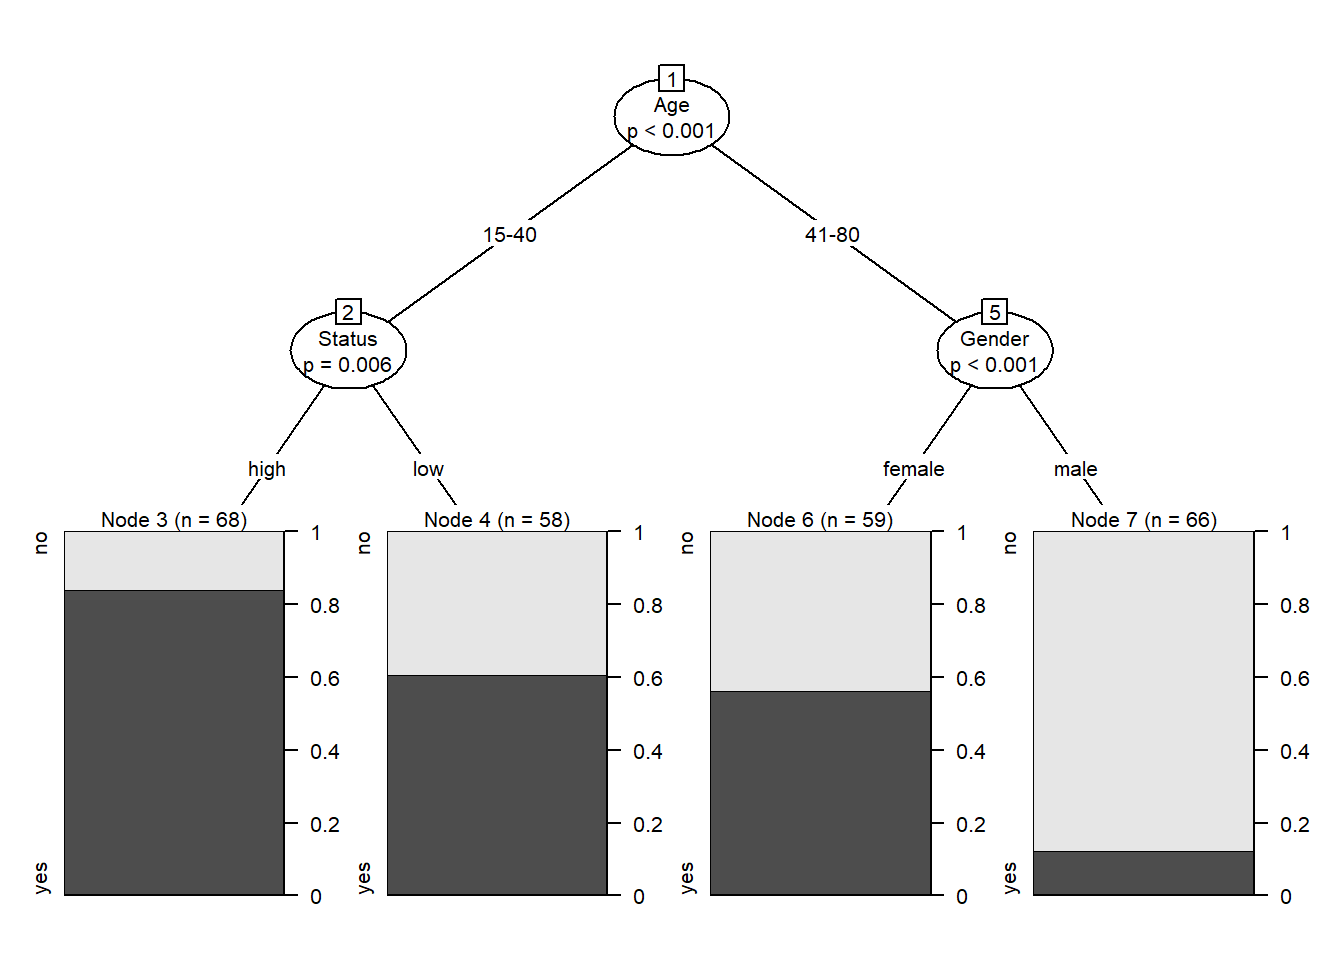 1
Age
p < 0.001
15-40
41-80
2
Status
p = 0.006
5
Gender
p < 0.001
high
low
female
male
Node 3 (n = 68)
no
yes
1
0.8
0.6
0.4
0.2
0
Node 4 (n = 58)
no
yes
1
0.8
0.6
0.4
0.2
0
Node 6 (n = 59)
no
yes
1
0.8
0.6
0.4
0.2
0
Node 7 (n = 66)
no
yes
1
0.8
0.6
0.4
0.2
0